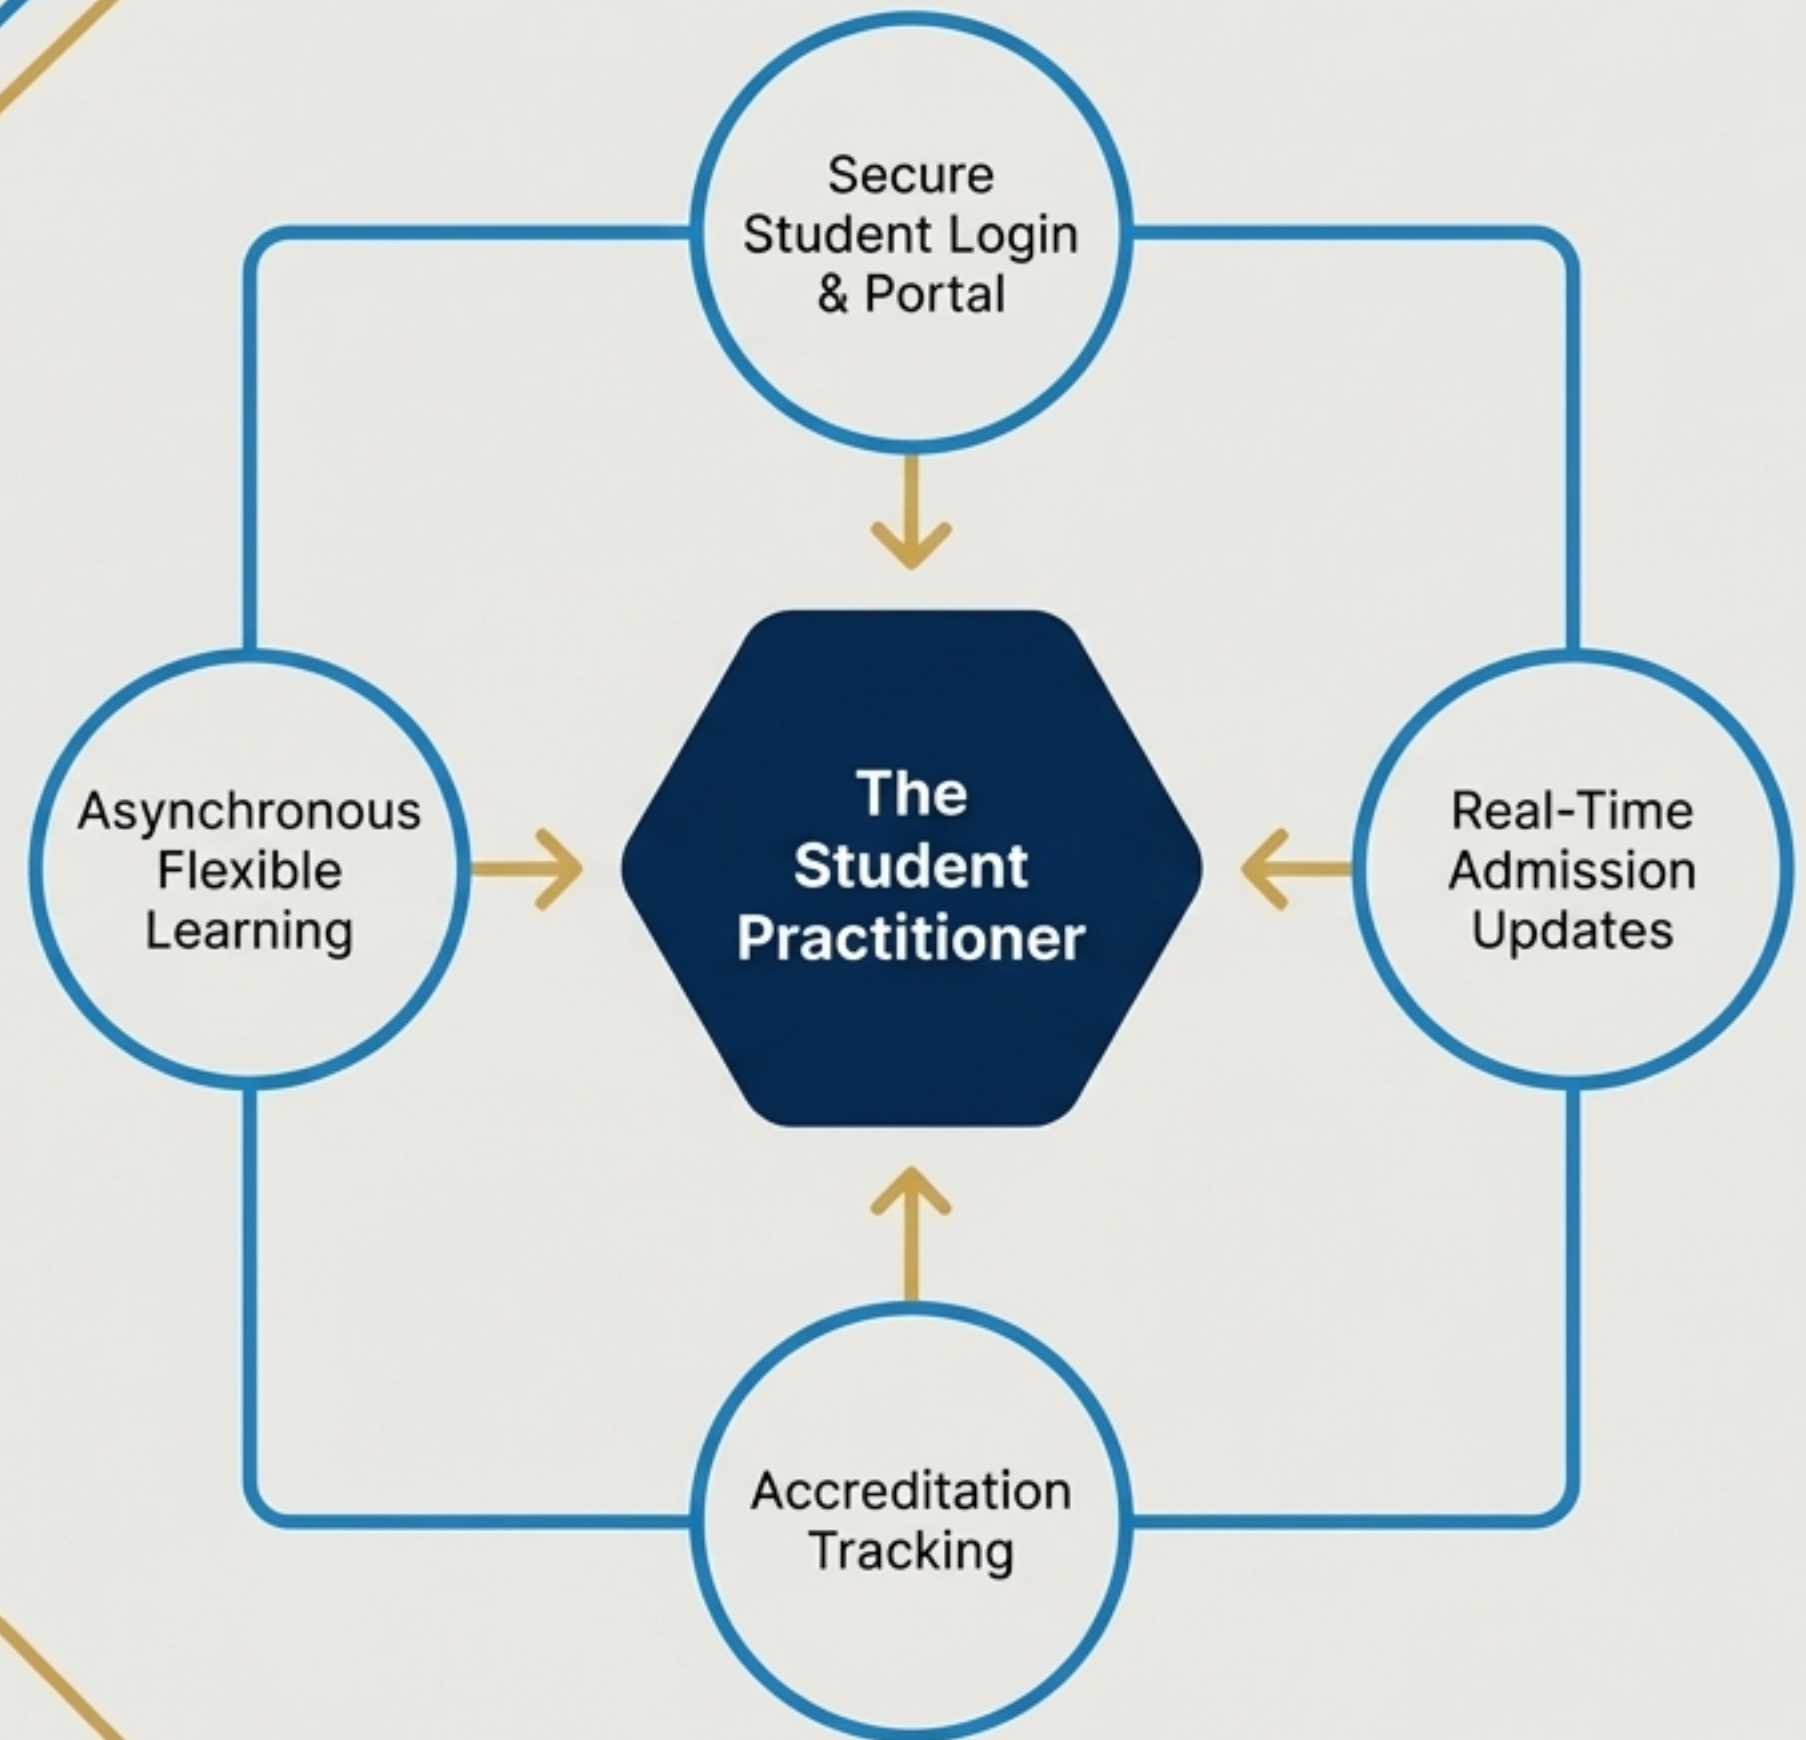 Secure
Student Login
& Portal
Asynchronous
Flexible
Learning
The
Student
Practitioner
Real-Time
Admission
Updates
Accreditation
Tracking